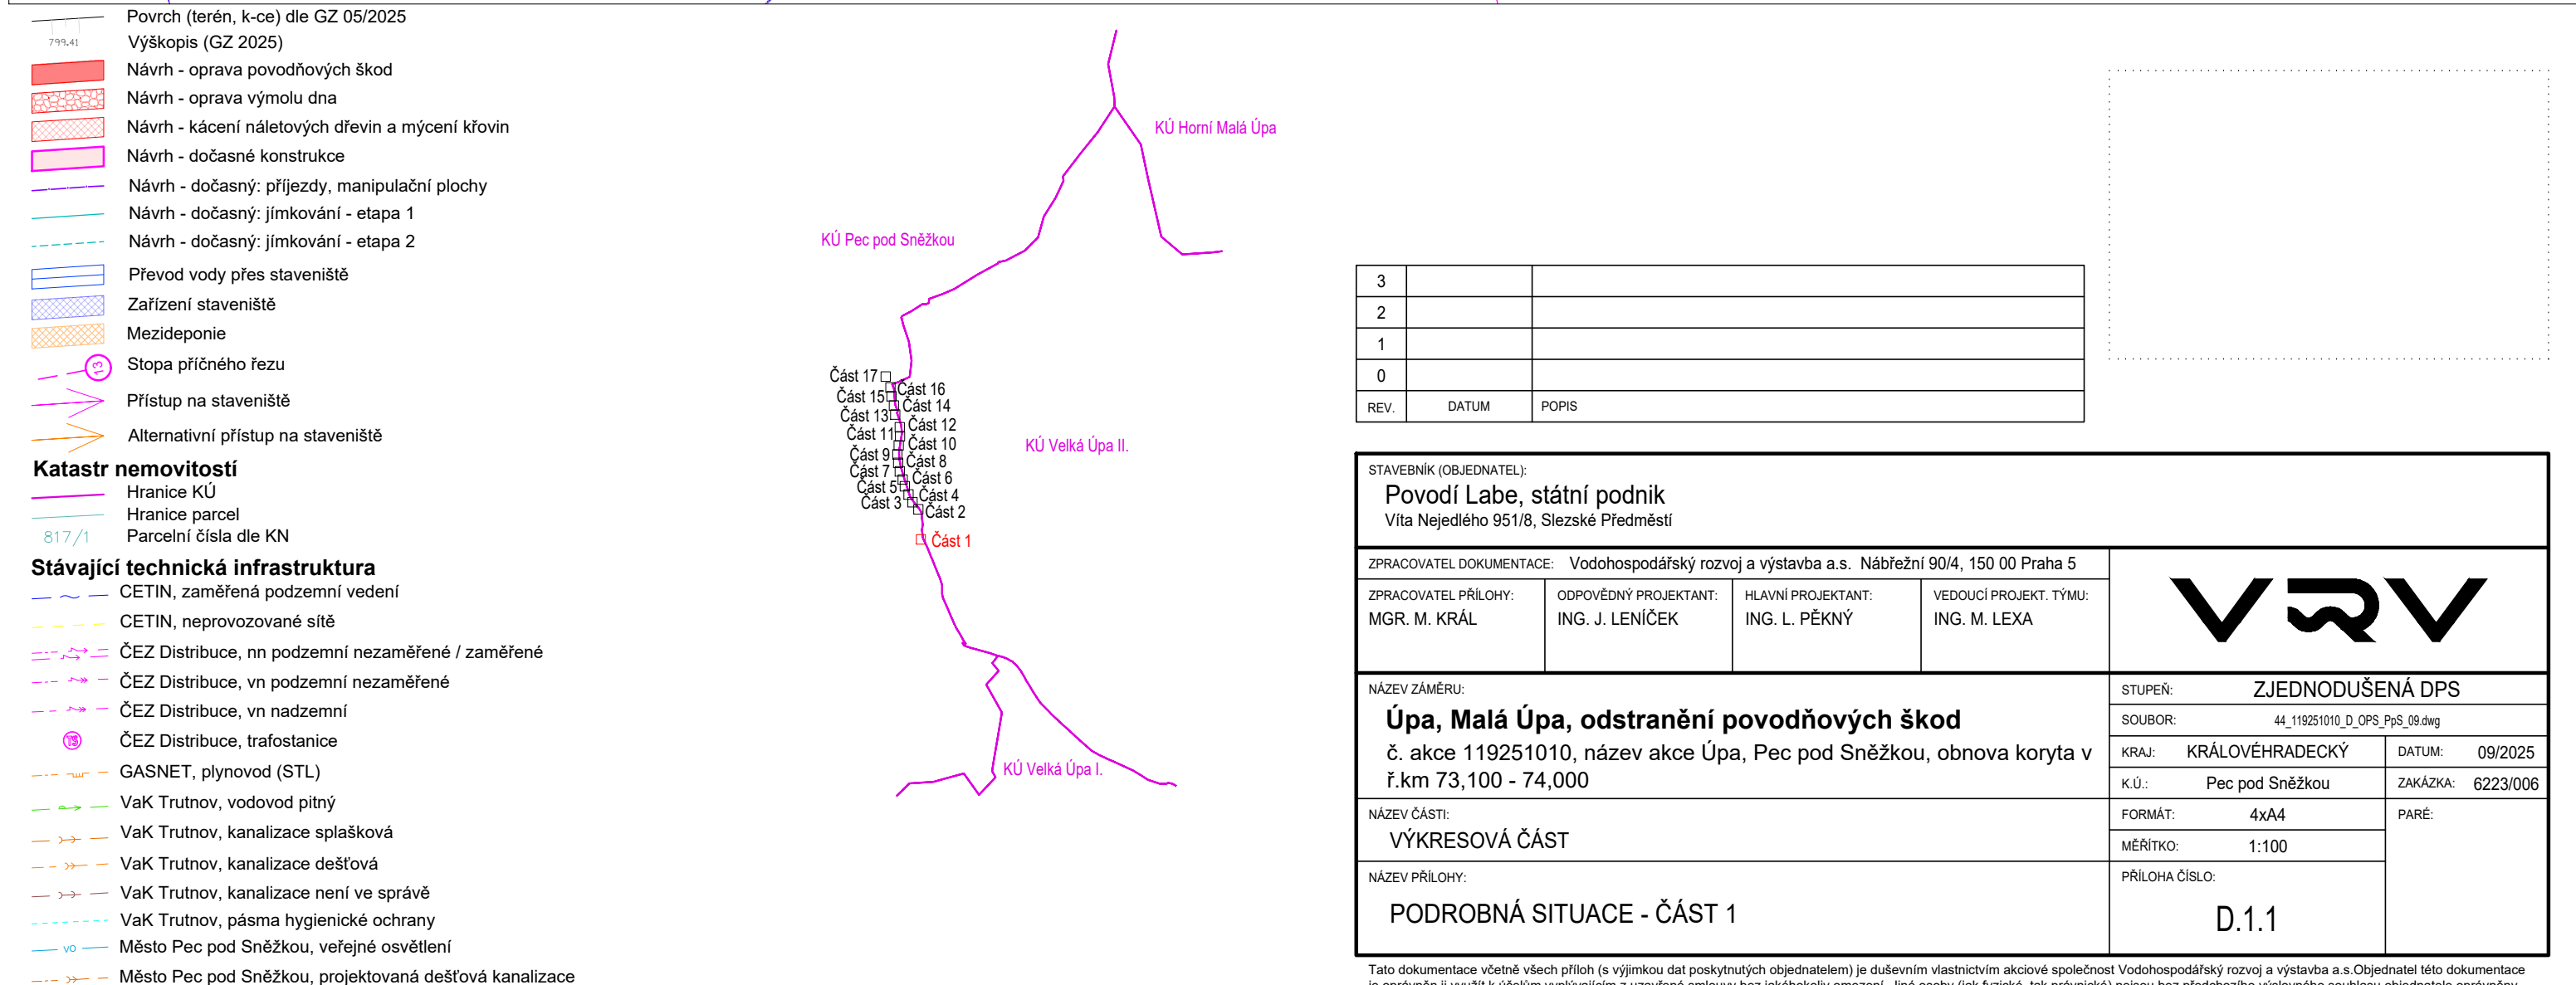 Povrch (terén, k-ce) dle GZ 05/2025
799.41
Výškopis (GZ 2025)
Návrh - oprava povodňových škod
Návrh - oprava výmolu dna
Návrh - kácení náletových dřevin a mýcení křovin
Návrh - dočasné konstrukce
Návrh - dočasný: příjezdy, manipulační plochy
Návrh - dočasný: jímkování - etapa 1
Návrh - dočasný: jímkování - etapa 2
Převod vody přes staveniště
Zařízení staveniště
Mezideponie
13
Stopa příčného řezu
Přístup na staveniště
Alternativní přístup na staveniště
Katastr nemovitostí
Hranice KÚ
Hranice parcel
817/1
Parcelní čísla dle KN
Stávající technická infrastruktura
CETIN, zaměřená podzemní vedení
CETIN, neprovozované sítě
ČEZ Distribuce, nn podzemní nezaměřené / zaměřené
ČEZ Distribuce, vn podzemní nezaměřené
ČEZ Distribuce, vn nadzemní
TS
ČEZ Distribuce, trafostanice
GASNET, plynovod (STL)
VaK Trutnov, vodovod pitný
VaK Trutnov, kanalizace splašková
VaK Trutnov, kanalizace dešťová
VaK Trutnov, kanalizace není ve správě
VaK Trutnov, pásma hygienické ochrany
vo
Město Pec pod Sněžkou, veřejné osvětlení
Město Pec pod Sněžkou, projektovaná dešťová kanalizace
KÚ Horní Malá Úpa
KÚ Pec pod Sněžkou
Část 17
Část 16
Část 15
Část 14
Část 13
Část 12
Část 11
Část 10
Část 9
Část 8
Část 7
Část 6
Část 5
Část 4
Část 3
Část 2
Část 1
KÚ Velká Úpa II.
KÚ Velká Úpa I.
3
2
1
0
REV. DATUM POPIS
STAVEBNÍK (OBJEDNATEL):
Povodí Labe, státní podnik
Víta Nejedlého 951/8, Slezské Předměstí
ZPRACOVATEL DOKUMENTACE: Vodohospodářský rozvoj a výstavba a.s. Nábřežní 90/4, 150 00 Praha 5
ZPRACOVATEL PŘÍLOHY:
MGR. M. KRÁL
ODPOVĚDNÝ PROJEKTANT:
ING. J. LENÍČEK
HLAVNÍ PROJEKTANT:
ING. L. PĚKNÝ
VEDOUCÍ PROJEKT. TÝMU:
ING. M. LEXA
VRV
NÁZEV ZÁMĚRU:
Úpa, Malá Úpa, odstranění povodňových škod
č. akce 119251010, název akce Úpa, Pec pod Sněžkou, obnova koryta v
ř.km 73,100 - 74,000
STUPEŇ: ZJEDNODUŠENÁ DPS
SOUBOR: 44_119251010_D_OPS_PpS_09.dwg
KRAJ: KRÁLOVÉHRADECKÝ
DATUM: 09/2025
K.Ú.: Pec pod Sněžkou
ZAKÁZKA: 6223/006
NÁZEV ČÁSTI:
VÝKRESOVÁ ČÁST
FORMÁT: 4xA4
PARÉ:
MĚŘÍTKO: 1:100
NÁZEV PŘÍLOHY:
PODROBNÁ SITUACE - ČÁST 1
PŘÍLOHA ČÍSLO:
D.1.1
Tato dokumentace včetně všech příloh (s výjimkou dat poskytnutých objednatelem) je duševním vlastnictvím akciové společnost Vodohospodářský rozvoj a výstavba a.s.Objednatel této dokumentace